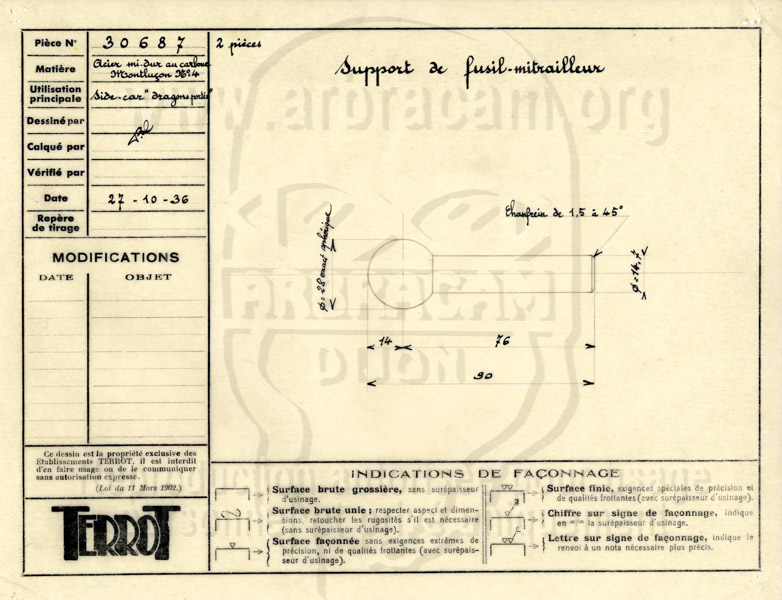 Pièce N° 30687
Matière Acier mi-dur au carbone
Montluçon N°4
Utilisation
principale Side-car "dragons portés"
Dessiné par
Calqué par
Vérifié par
Date 27-10-36
Repère
de tirage
MODIFICATIONS
DATE OBJET
Ce dessin est la propriété exclusive des
Etablissements TERROT, il est interdit
d'en faire usage ou de le communiquer
sans autorisation expresse.
(Loi du 11 Mars 1902.)
TERROT
2 pièces
Support de fusil-mitrailleur
www.arbracam.org
Chanfrein de 1,5 à 45°
φ = 28 sphérique
φ = 14,
14
76
90
ARBRACAM
DIJON
INDICATIONS DE FAÇONNAGE
Surface brute grossière, sans surépaisseur
d'usinage.
Surface brute unie; respecter aspect et dimen-
sions, retoucher les rugosités s'il est nécessaire
(sans surépaisseur d'usinage).
Surface façonnée sans exigences extrêmes de
précision, ni de qualités frottantes (avec surépais-
seur d'usinage).
Surface finie, exigences spéciales de précision et
de qualités frottantes (avec surépaisseur d'usinage).
Chiffre sur signe de façonnage, indique
en m/m la surépaisseur d'usinage.
Lettre sur signe de façonnage, indique le
renvoi à un nota nécessaire plus précis.